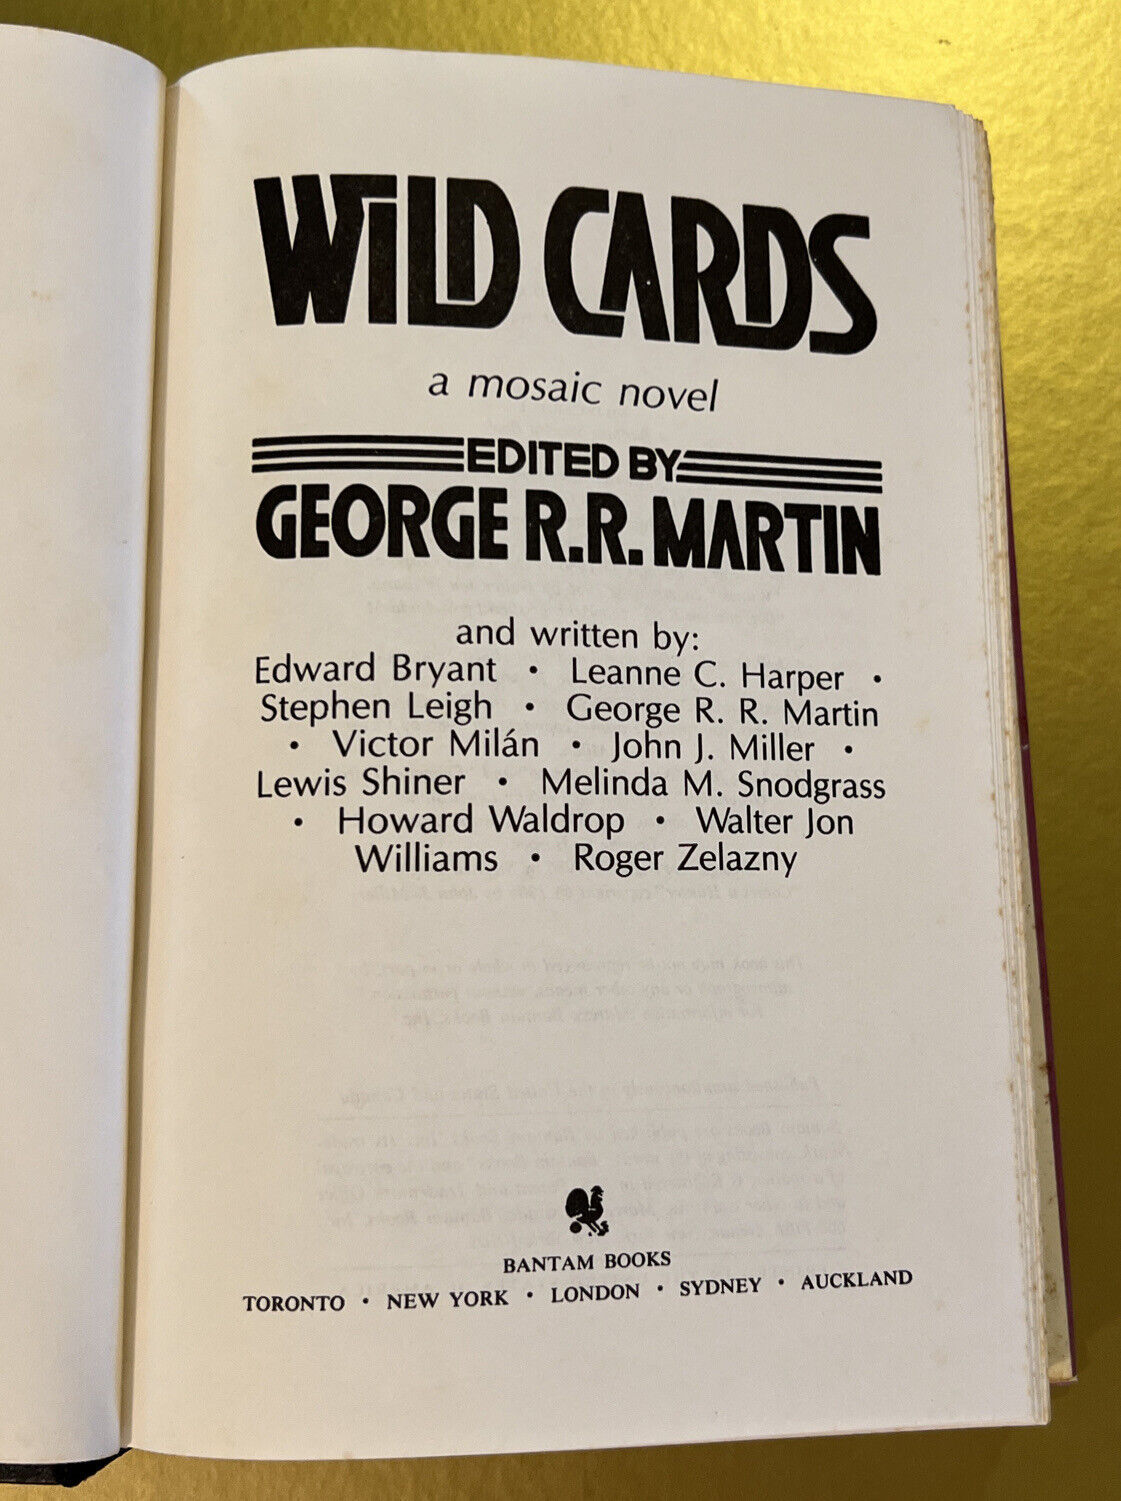 WILD CARDS
a mosaic novel
EDITED BY
GEORGE R.R. MARTIN
and written by:
Edward Bryant • Leanne C. Harper •
Stephen Leigh • George R. R. Martin
• Victor Milán • John J. Miller •
Lewis Shiner • Melinda M. Snodgrass
• Howard Waldrop • Walter Jon
Williams • Roger Zelazny
BANTAM BOOKS
TORONTO • NEW YORK • LONDON • SYDNEY • AUCKLAND